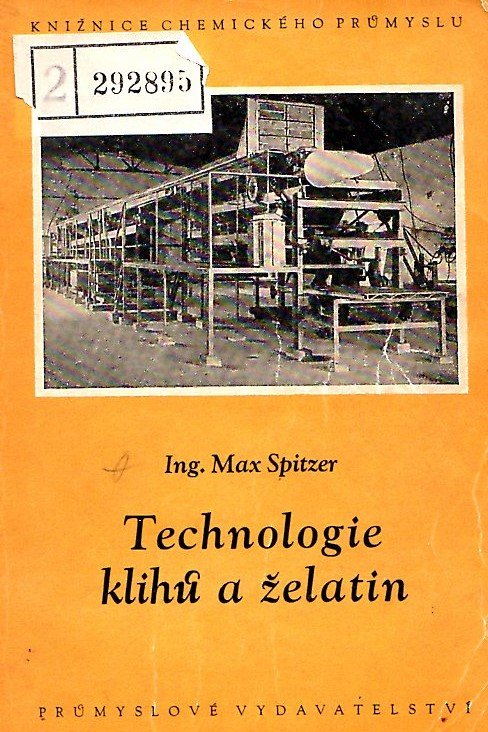 KNIŽNICE CHEMICKÉHO PRŮMYSLU
2 292895
Ing. Max Spitzer
Technologie
klihů a želatin
PRŮMYSLOVÉ VYDAVATELSTVÍ